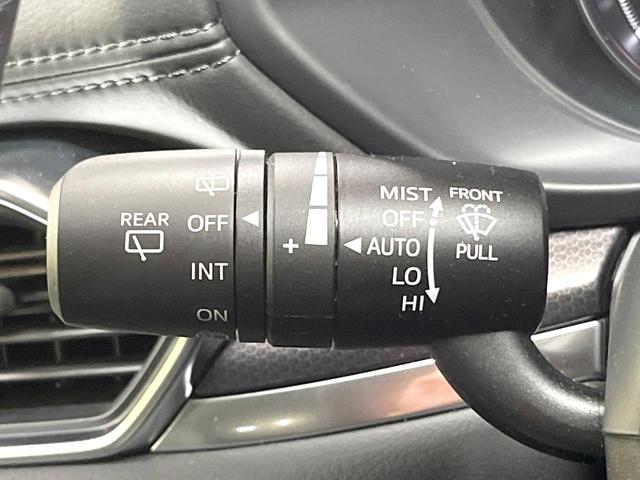 REAR
OFF
INT
ON
+
MIST
OFF
AUTO
LO
HI
FRONT
PULL